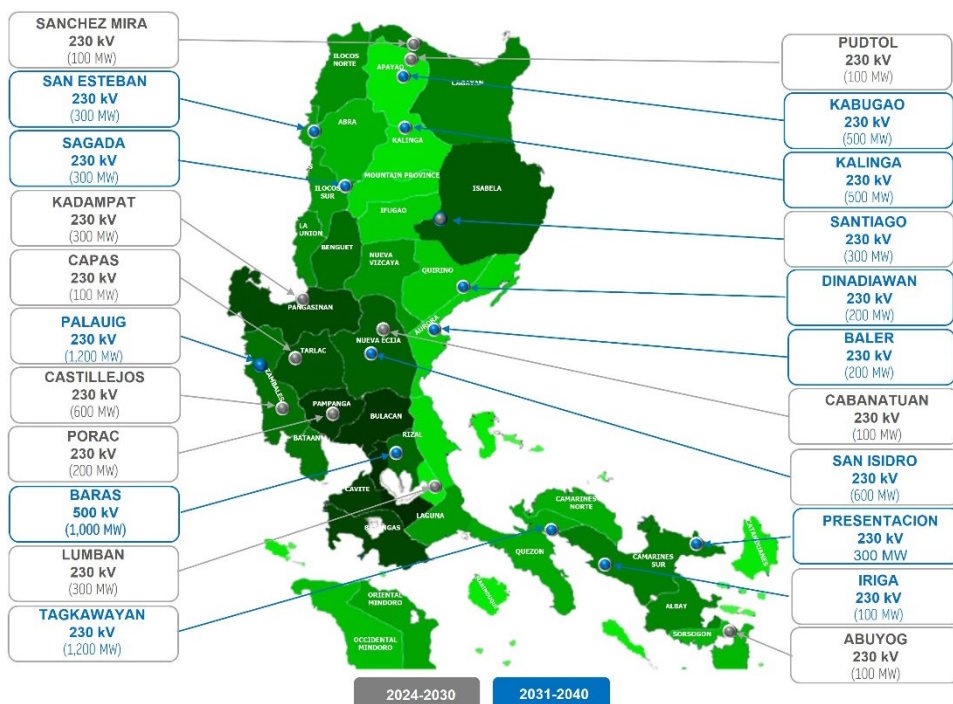 SANCHEZ MIRA
230 kV
(100 MW)
SAN ESTEBAN
230 kV
(300 MW)
SAGADA
230 kV
(300 MW)
KADAMPAT
230 kV
(300 MW)
CAPAS
230 kV
(100 MW)
PALAUIG
230 kV
(1,200 MW)
CASTILLEJOS
230 kV
(600 MW)
PORAC
230 kV
(200 MW)
BARAS
500 kV
(1,000 MW)
LUMBAN
230 kV
(300 MW)
TAGKAWAYAN
230 kV
(1,200 MW)
ILOCOS
NORTE
APAYAO
CAGAYAN
ABRA
KALINGA
MOUNTAIN PROVINCE
ISABELA
ILOCOS
SUR
IFUGAO
LA
UNION
BENGUET
NUEVA
VIZCAYA
QUIRINO
PANGASINAN
AURORA
NUEVA ECIJA
TARLAC
ZAMBALES
PAMPANGA
BULACAN
BATAAN
RIZAL
CAVITE
LAGUNA
BATANGAS
QUEZON
CAMARINES
NORTE
CAMARINES
SUR
CATANDUANES
ALBAY
SORSOGON
MARINDUQUE
ORIENTAL
MINDORO
OCCIDENTAL
MINDORO
PUDTOL
230 kV
(100 MW)
KABUGAO
230 kV
(500 MW)
KALINGA
230 kV
(500 MW)
SANTIAGO
230 kV
(300 MW)
DINADIAWAN
230 kV
(200 MW)
BALER
230 kV
(200 MW)
CABANATUAN
230 kV
(100 MW)
SAN ISIDRO
230 kV
(600 MW)
PRESENTACION
230 kV
300 MW
IRIGA
230 kV
(100 MW)
ABUYOG
230 kV
(100 MW)
2024-2030
2031-2040